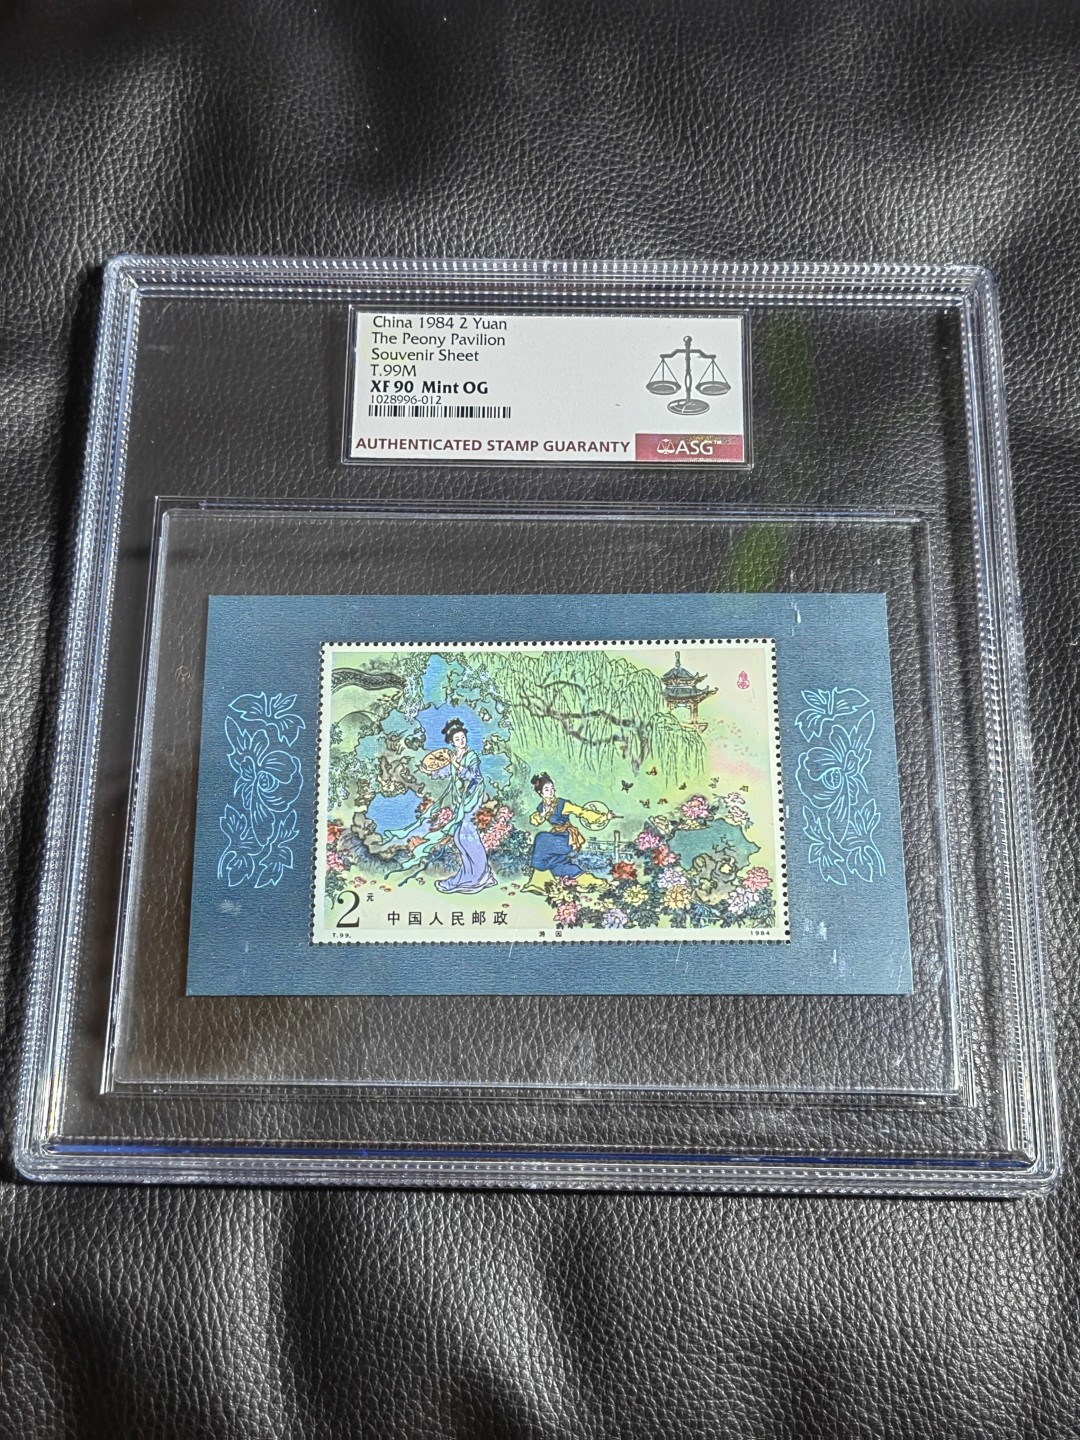 China 1984 2 Yuan
The Peony Pavilion
Souvenir Sheet
T.99M
XF 90 Mint OG
1028996-012
AUTHENTICATED STAMP GUARANTY ASG™
2元 中国人民邮政
T.99. 游园 1984